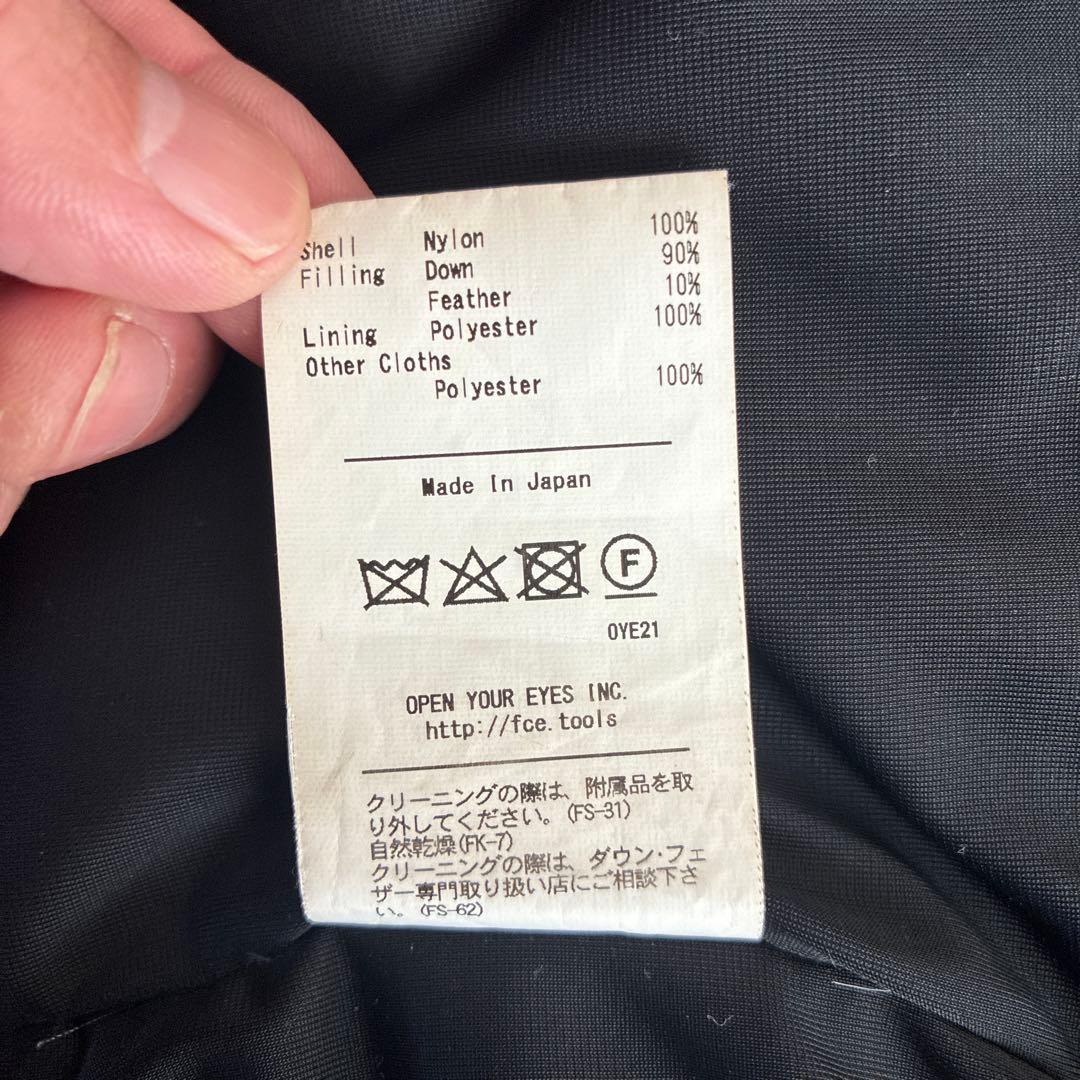 Shell Nylon 100%
Filling Down 90%
Feather 10%
Lining Polyester 100%
Other Cloths
Polyester 100%
Made In Japan
F
OYE21
OPEN YOUR EYES INC.
http://fce.tools
クリーニングの際は、附属品を取
り外してください。(FS-31)
自然乾燥(FK-7)
クリーニングの際は、ダウン・フェ
ザー専門取り扱い店にご相談下さ
い。(FS-62)